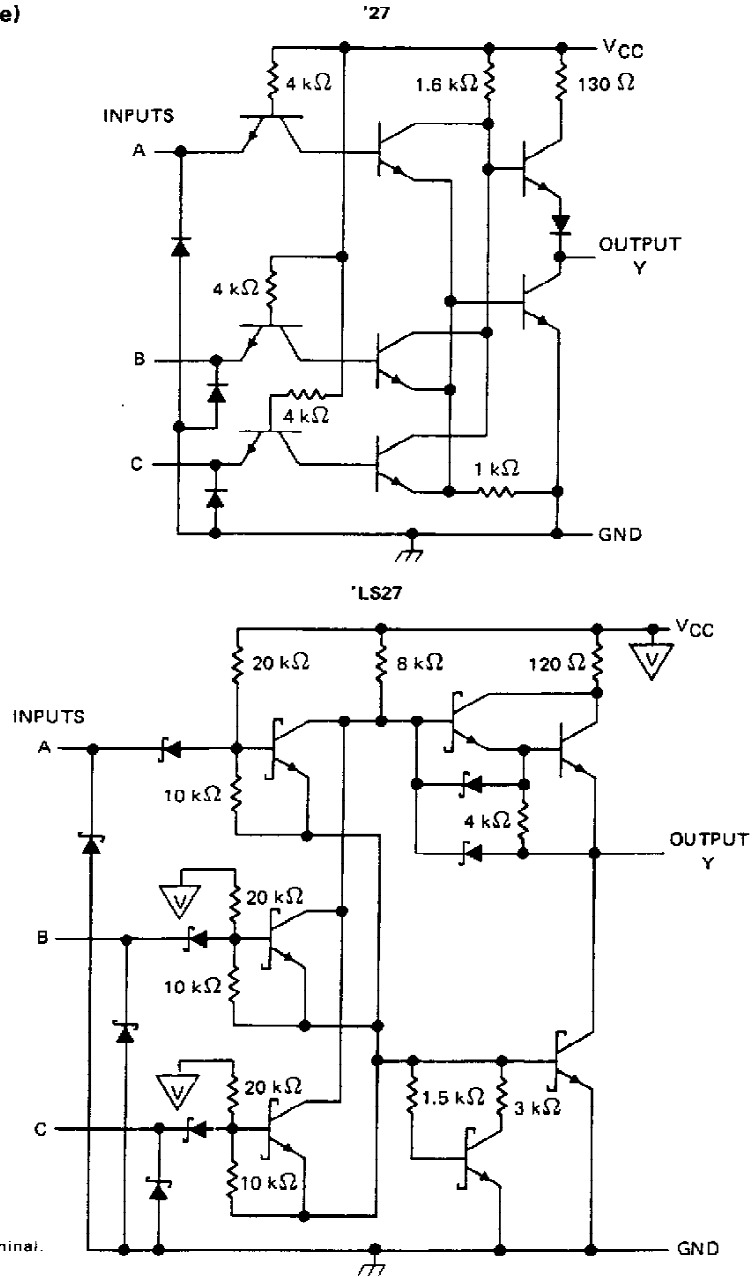 e)
'27
VCC
4 kΩ
1.6 kΩ
130 Ω
INPUTS
A
OUTPUT
Y
4 kΩ
B
4 kΩ
C
1 kΩ
GND
'LS27
VCC
20 kΩ
8 kΩ
120 Ω
V
INPUTS
A
10 kΩ
4 kΩ
OUTPUT
Y
V
20 kΩ
B
10 kΩ
V
20 kΩ
1.5 kΩ
3 kΩ
C
10 kΩ
minal.
GND